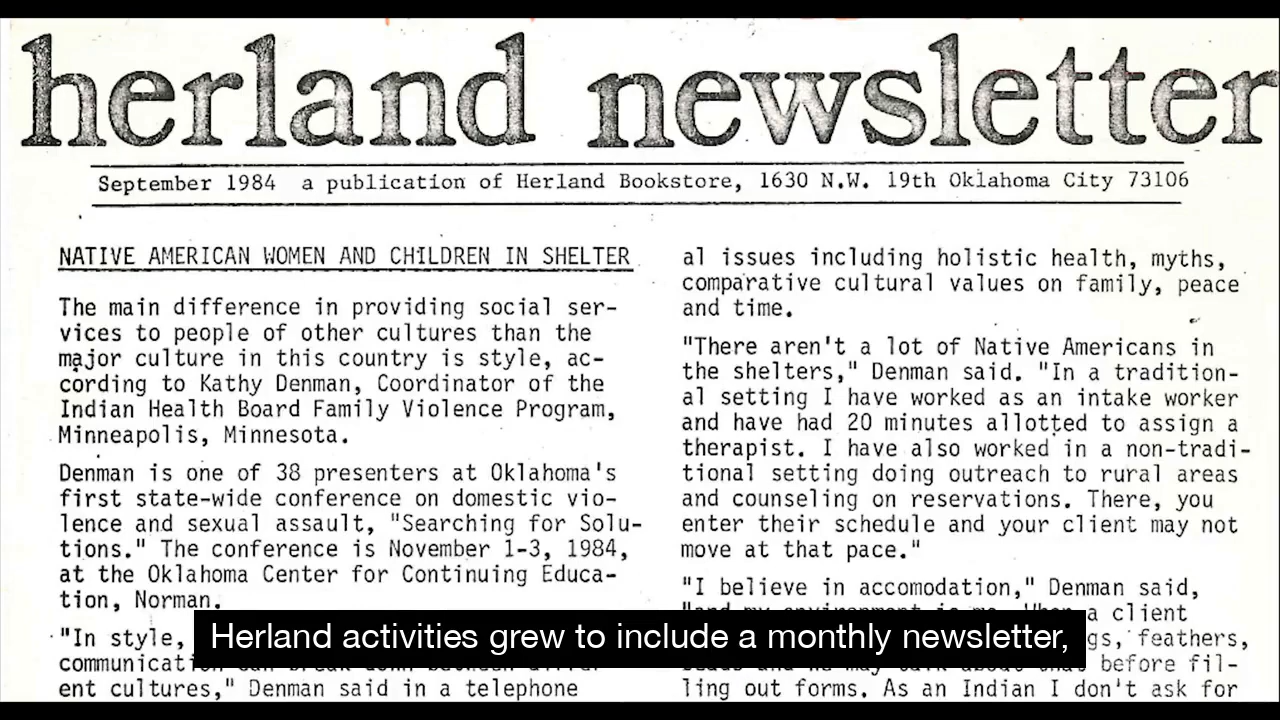 herland newsletter
September 1984 a publication of Herland Bookstore, 1630 N.W. 19th Oklahoma City 73106
NATIVE AMERICAN WOMEN AND CHILDREN IN SHELTER
The main difference in providing social ser-
vices to people of other cultures than the
major culture in this country is style, ac-
cording to Kathy Denman, Coordinator of the
Indian Health Board Family Violence Program,
Minneapolis, Minnesota.
Denman is one of 38 presenters at Oklahoma's
first state-wide conference on domestic vio-
lence and sexual assault, "Searching for Solu-
tions." The conference is November 1-3, 1984,
at the Oklahoma Center for Continuing Educa-
tion, Norman.
"In style,
ent cultures," Denman said in a telephone
al issues including holistic health, myths,
comparative cultural values on family, peace
and time.
"There aren't a lot of Native Americans in
the shelters," Denman said. "In a tradition-
al setting I have worked as an intake worker
and have had 20 minutes allotted to assign a
therapist. I have also worked in a non-tradi-
tional setting doing outreach to rural areas
and counseling on reservations. There, you
enter their schedule and your client may not
move at that pace."
"I believe in accomodation," Denman said,
a client
feathers,
before fil-
ling out forms. As an Indian I don't ask for
Herland activities grew to include a monthly newsletter,